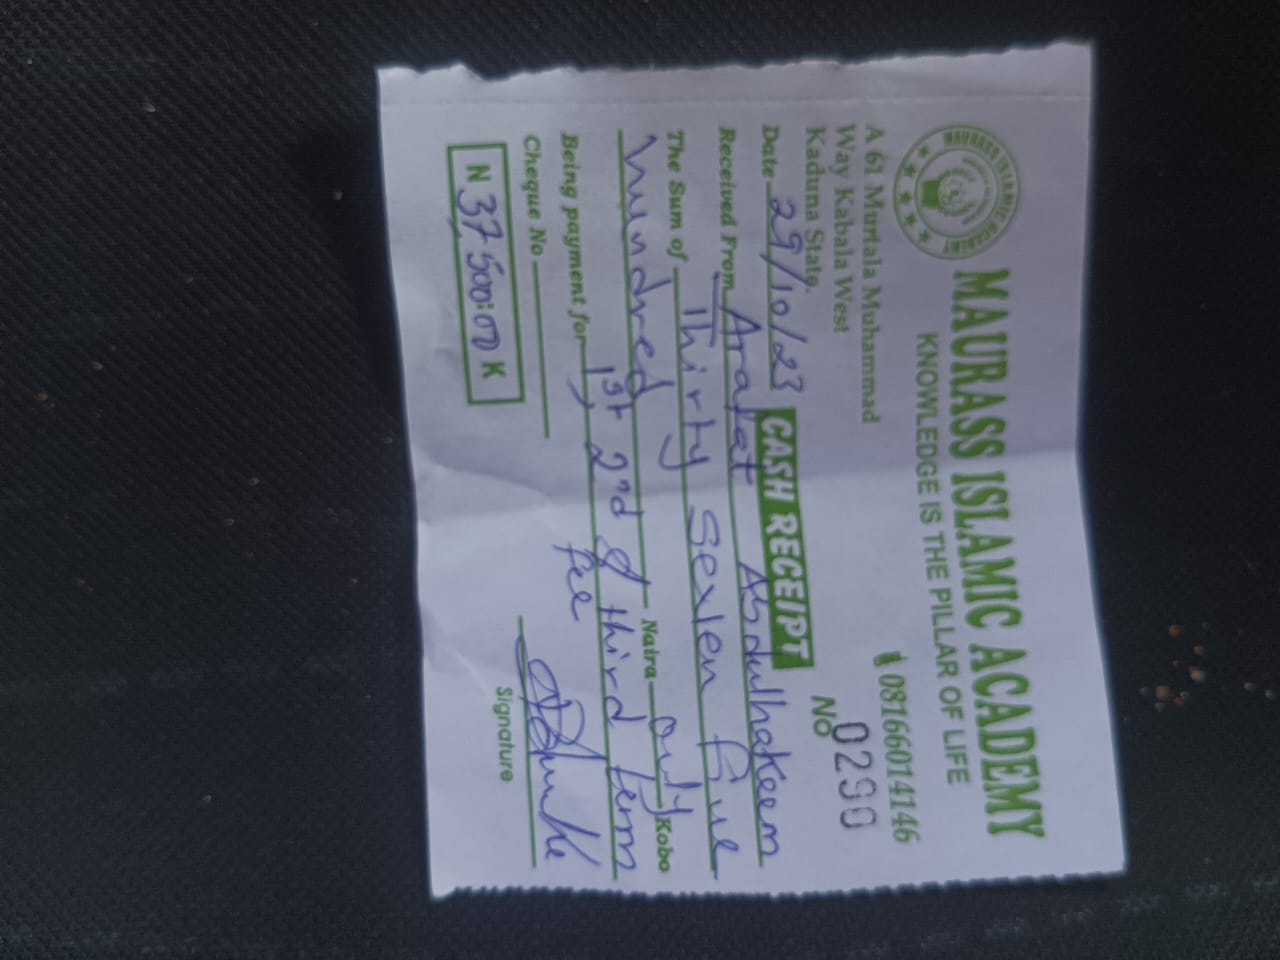 MAURASS ISLAMIC ACADEMY
KNOWLEDGE IS THE PILLAR OF LIFE
MAURASS ISLAMIC ACADEMY
A 61 Murtala Muhammad
Way Kabala West
Kaduna State.
08166014146
NO 0290
Date 29/10/23 CASH RECEIPT
Received From Arafat Abdulhakeem
The Sum of Thirty Sexlen five
hundred Naira only Kobo
Being payment for 1st, 2nd & third term
fee
Cheque No
N 37,500:00 K
Signature